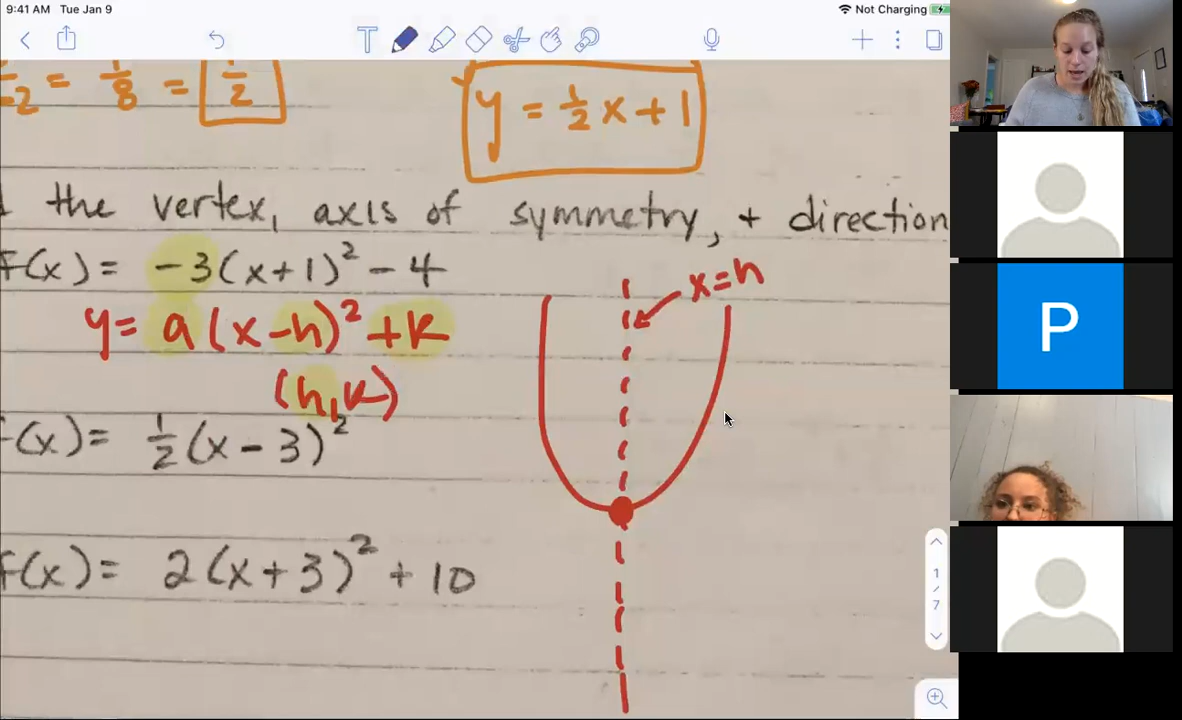 9:41 AM Tue Jan 9
Not Charging
-2 = 1/8 = 1/2
y = 1/2 x + 1
the vertex, axis of symmetry, + direction
f(x) = -3(x+1)² - 4
x=h
y= a(x-h)² +k
(h,k)
f(x)= 1/2(x-3)²
f(x)= 2(x+3)² + 10
1/7
P